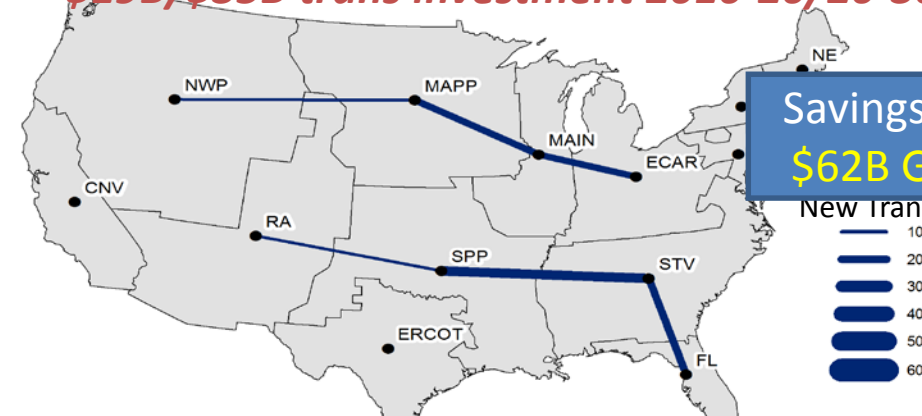 NE
NWP
MAPP
Savings
$62B G
MAIN
ECAR
CNV
New Tran
RA
10
SPP
STV
20
30
ERCOT
40
50
FL
60